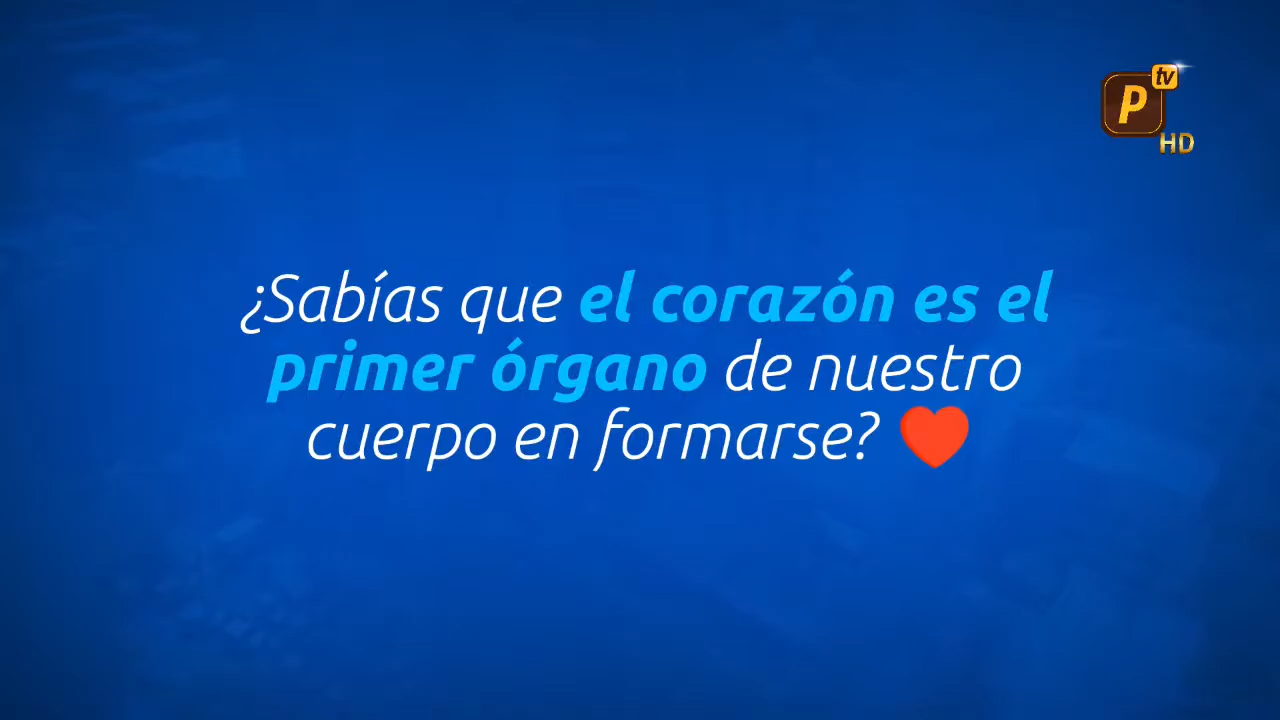 P tv
HD
¿Sabías que el corazón es el
primer órgano de nuestro
cuerpo en formarse? ❤️